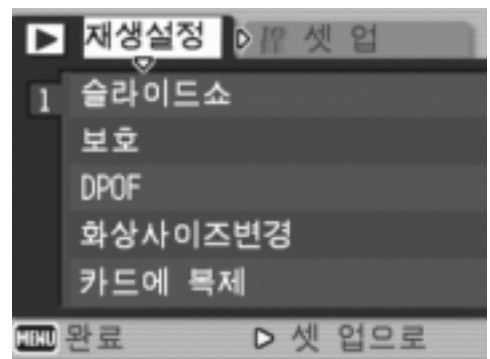 재생설정 셋 업
1 슬라이드쇼
보호
DPOF
화상사이즈변경
카드에 복제
MENU 완료 셋 업으로